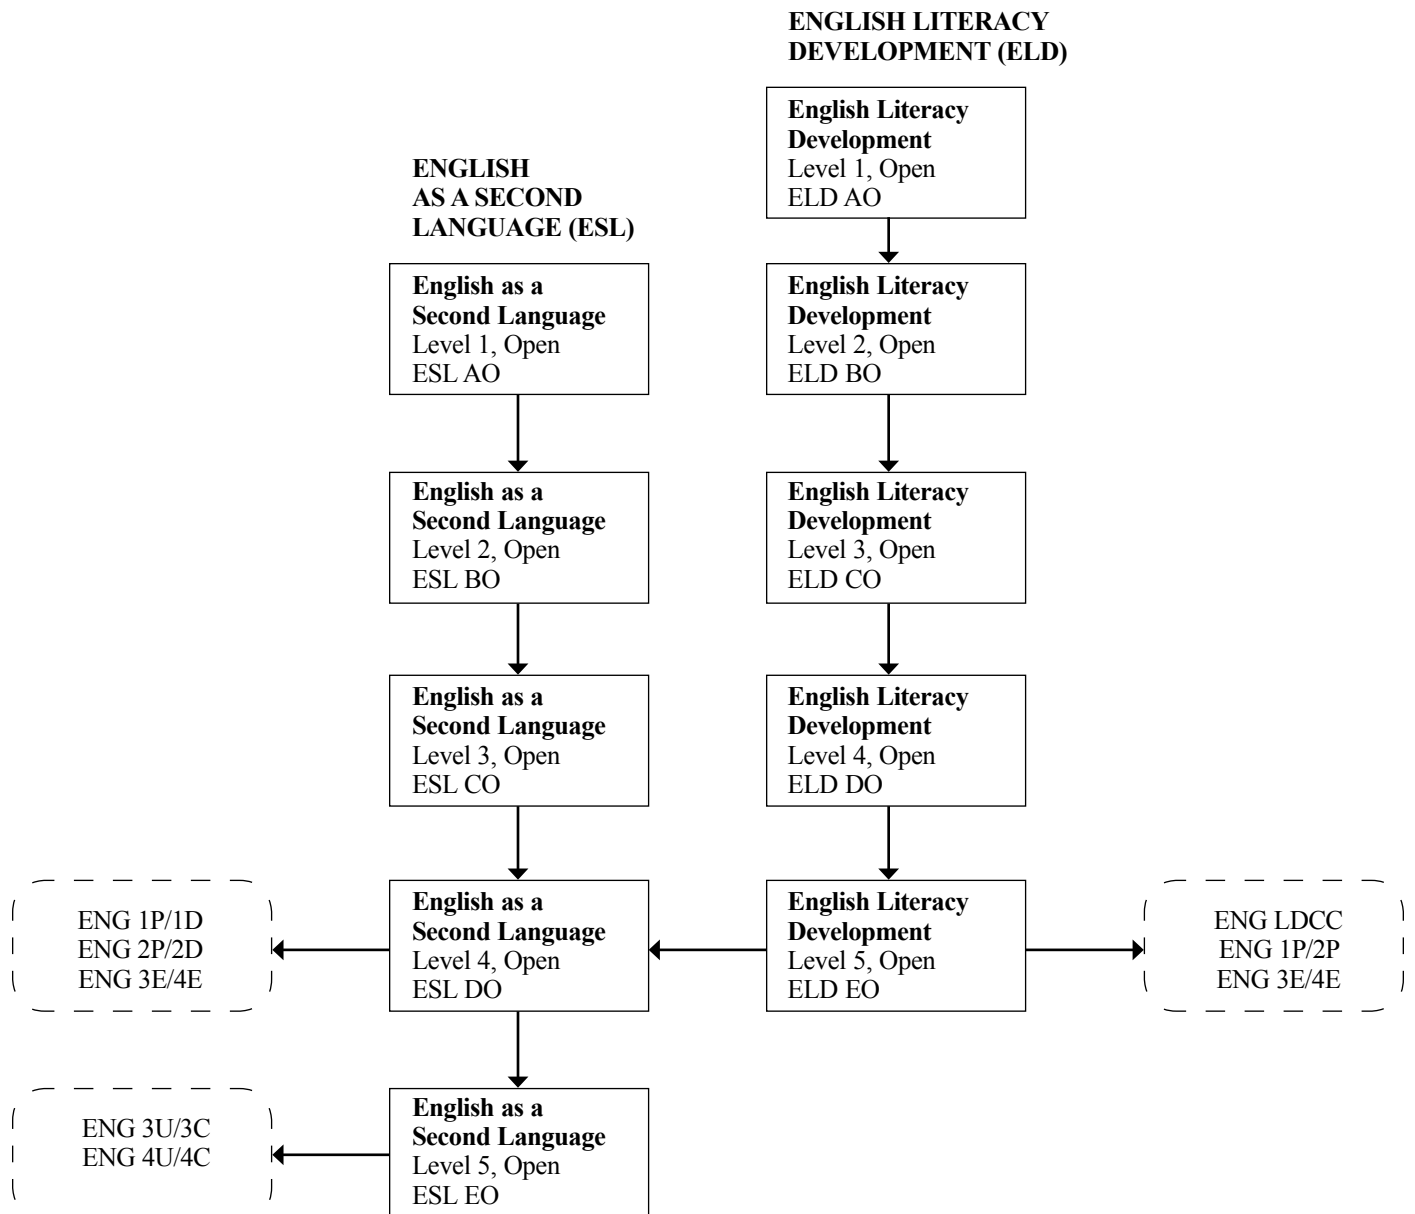 ENGLISH LITERACY
DEVELOPMENT (ELD)
English Literacy
Development
Level 1, Open
ELD AO
ENGLISH
AS A SECOND
LANGUAGE (ESL)
English as a
Second Language
Level 1, Open
ESL AO
English Literacy
Development
Level 2, Open
ELD BO
English as a
Second Language
Level 2, Open
ESL BO
English Literacy
Development
Level 3, Open
ELD CO
English as a
Second Language
Level 3, Open
ESL CO
English Literacy
Development
Level 4, Open
ELD DO
ENG 1P/1D
ENG 2P/2D
ENG 3E/4E
English as a
Second Language
Level 4, Open
ESL DO
English Literacy
Development
Level 5, Open
ELD EO
ENG LDCC
ENG 1P/2P
ENG 3E/4E
ENG 3U/3C
ENG 4U/4C
English as a
Second Language
Level 5, Open
ESL EO